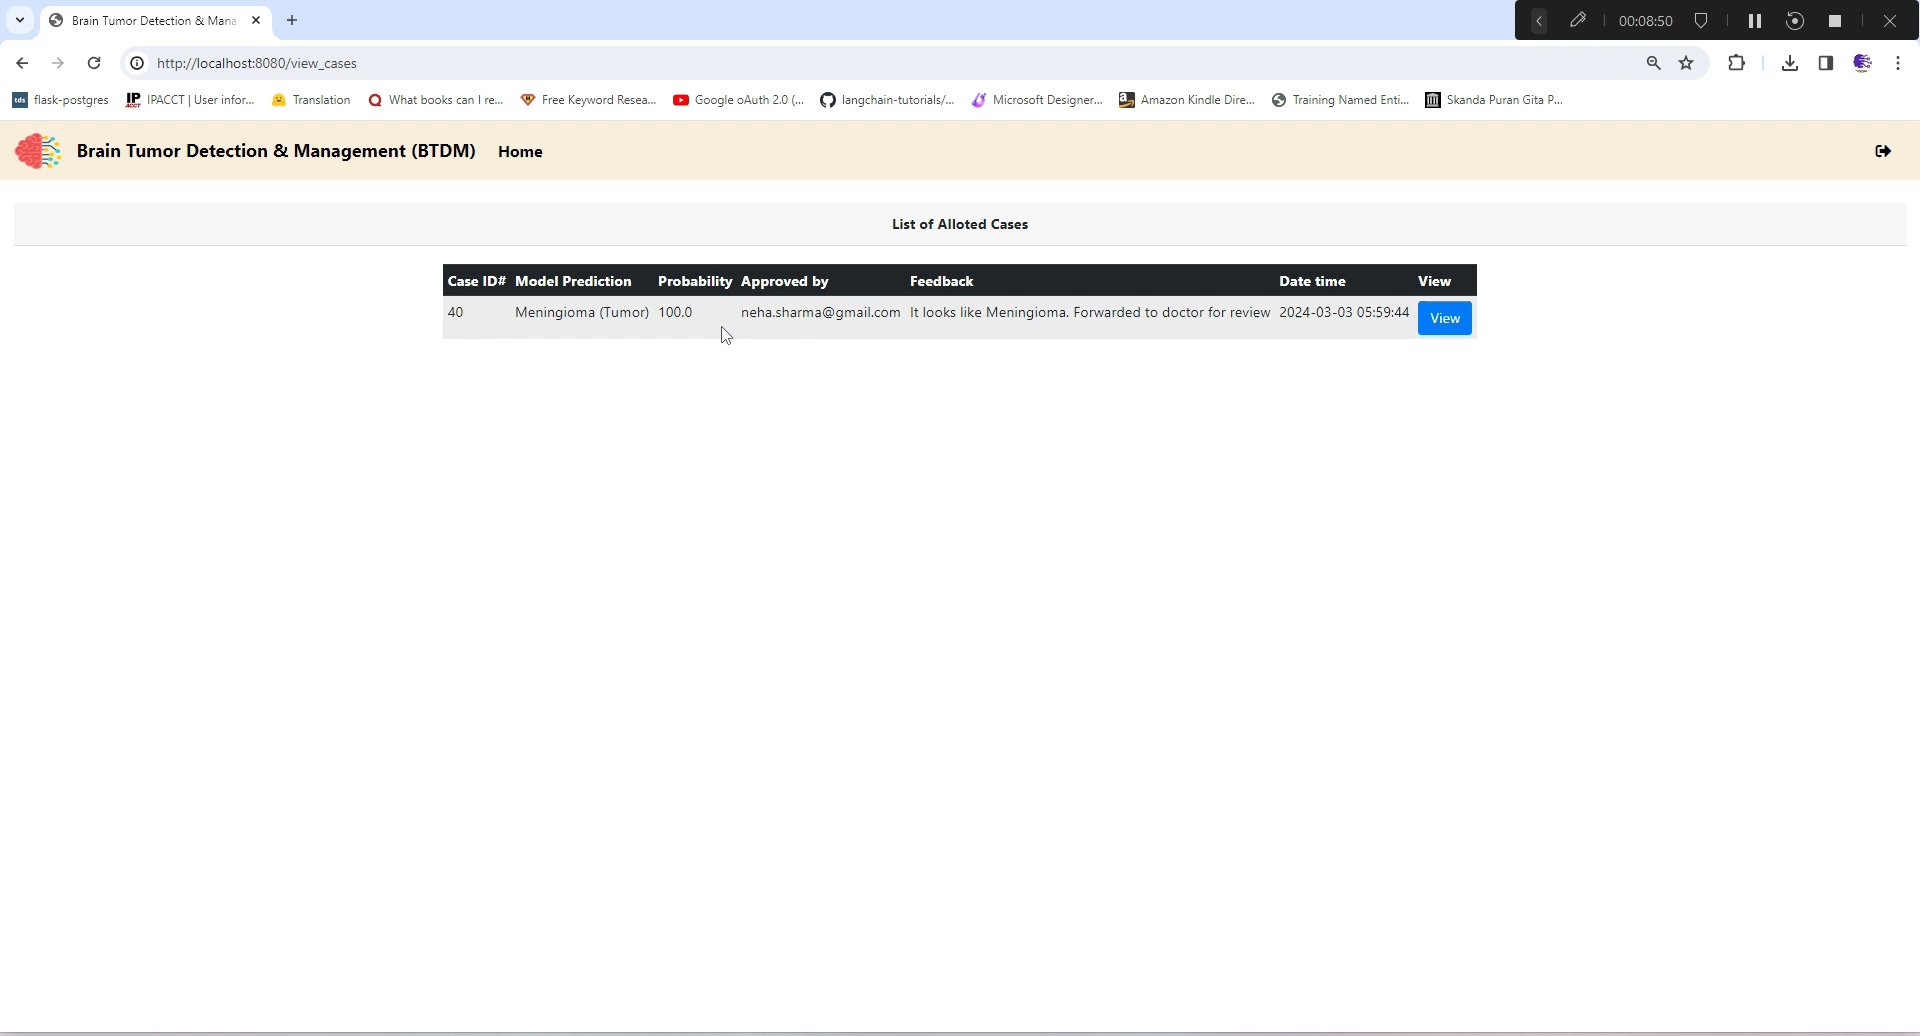 Brain Tumor Detection & Mana
00:08:50
http://localhost:8080/view_cases
tds flask-postgres IPACCT | User infor... Translation What books can I re... Free Keyword Resea... Google oAuth 2.0 (... langchain-tutorials/... Microsoft Designer... Amazon Kindle Dire... Training Named Enti... Skanda Puran Gita P...
Brain Tumor Detection & Management (BTDM) Home
List of Alloted Cases
Case ID# Model Prediction Probability Approved by Feedback Date time View
40 Meningioma (Tumor) 100.0 neha.sharma@gmail.com It looks like Meningioma. Forwarded to doctor for review 2024-03-03 05:59:44 View